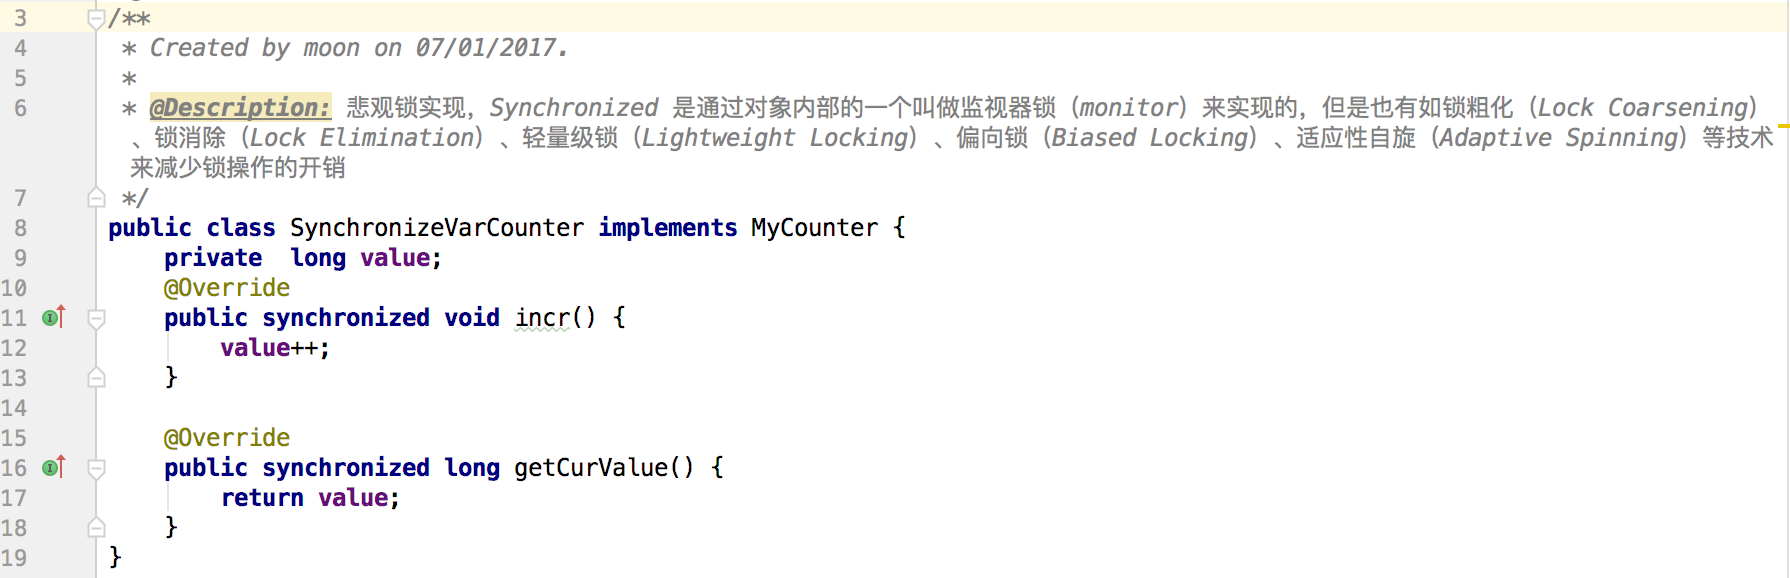 3 /**
4 * Created by moon on 07/01/2017.
5 *
6 * @Description: 悲观锁实现，Synchronized 是通过对象内部的一个叫做监视器锁（monitor）来实现的，但是也有如锁粗化（Lock Coarsening）
、锁消除（Lock Elimination）、轻量级锁（Lightweight Locking）、偏向锁（Biased Locking）、适应性自旋（Adaptive Spinning）等技术
来减少锁操作的开销
7 */
8 public class SynchronizeVarCounter implements MyCounter {
9 private  long value;
10 @Override
11 public synchronized void incr() {
12 value++;
13 }
14
15 @Override
16 public synchronized long getCurValue() {
17 return value;
18 }
19 }